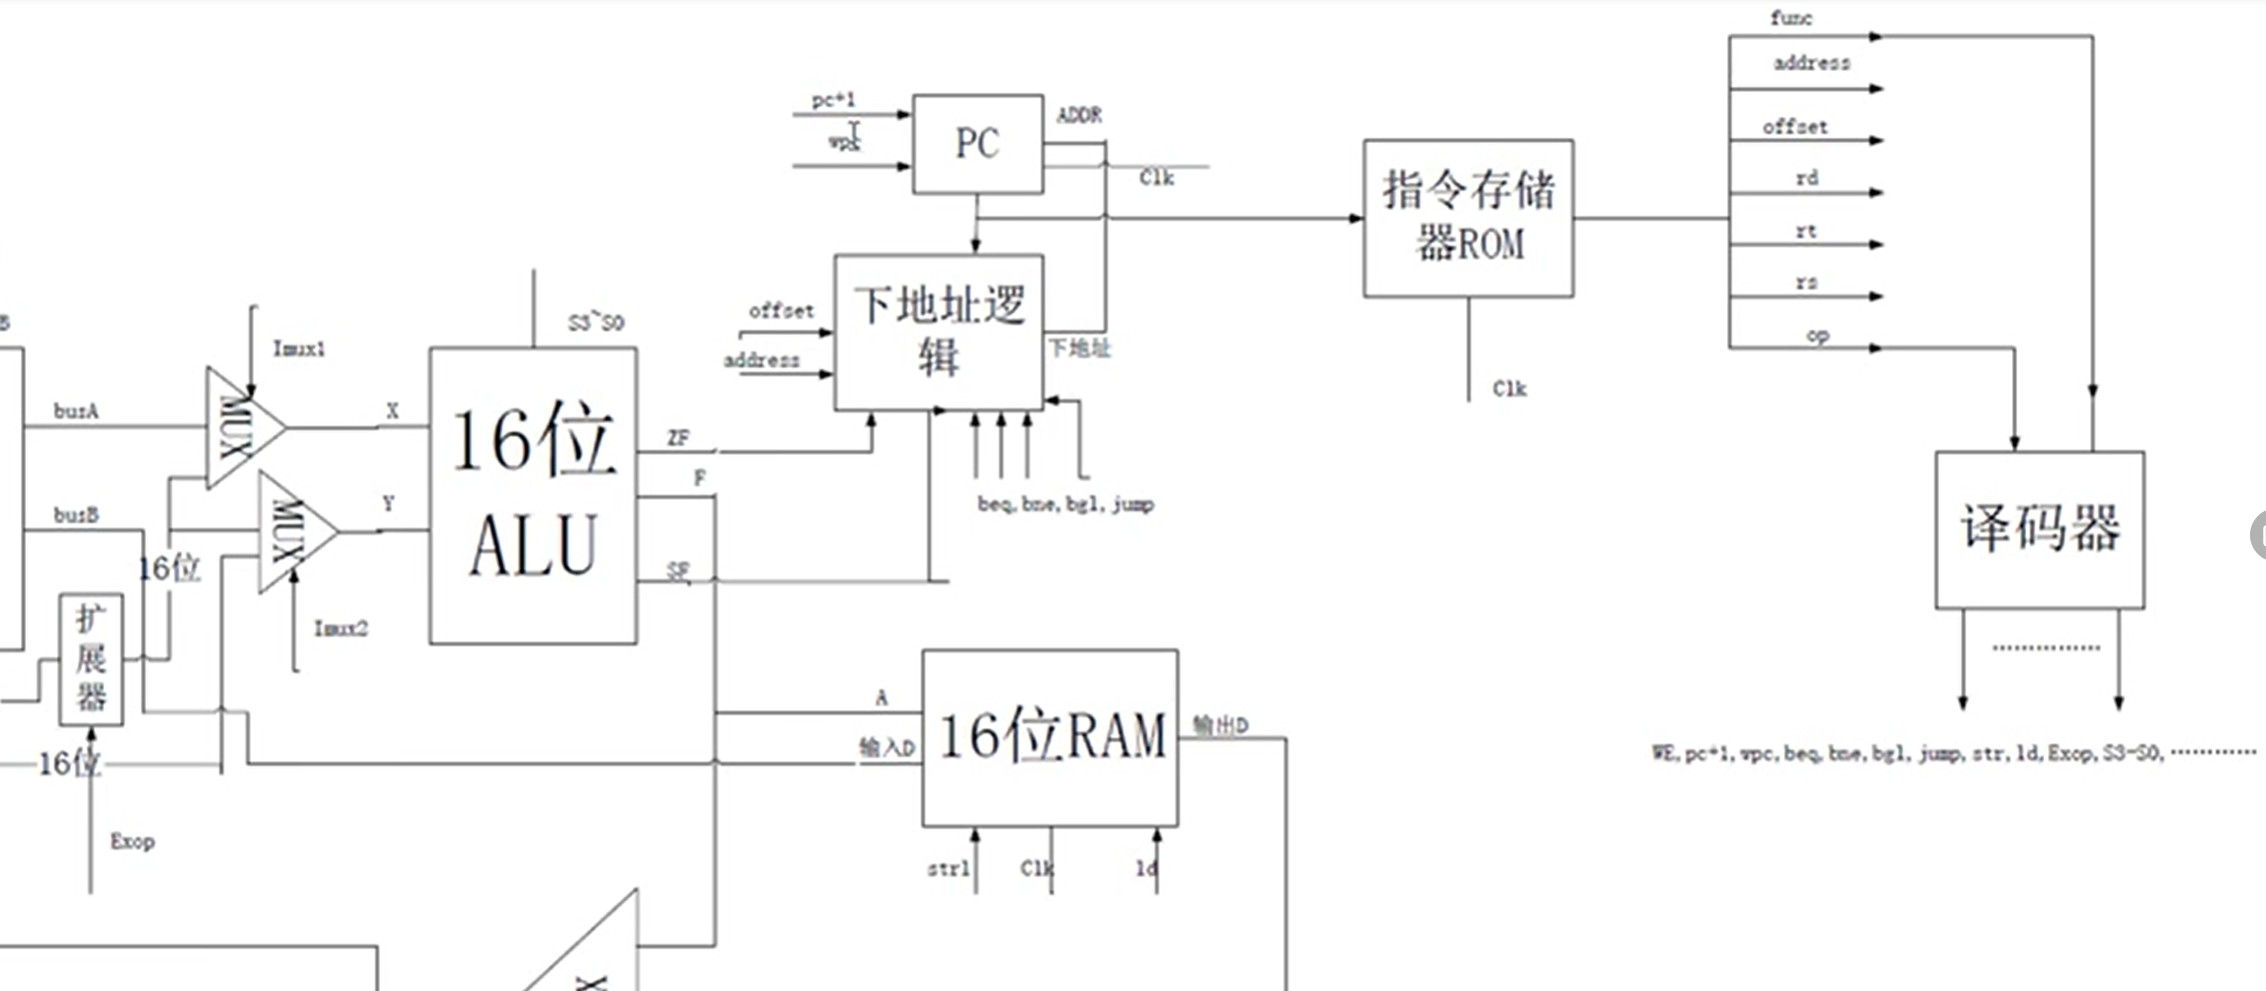 func
address
offset
rd
rt
rs
op
pc+1
wpc
PC
ADDR
Clk
指令存储
器ROM
Clk
offset
address
下地址逻
辑
下地址
beq,bne,bgl,jump
B
Imux1
S3~S0
busA
MUX
X
16位
ALU
ZF
F
SF
busB
MUX
Y
16位
扩
展
器
Imux2
16位
Exop
A
输入D
16位RAM
输出D
strl
Clk
ld
译码器
WE,pc+1,wpc,beq,bne,bgl,jump,str,ld,Exop,S3-S0,············
X